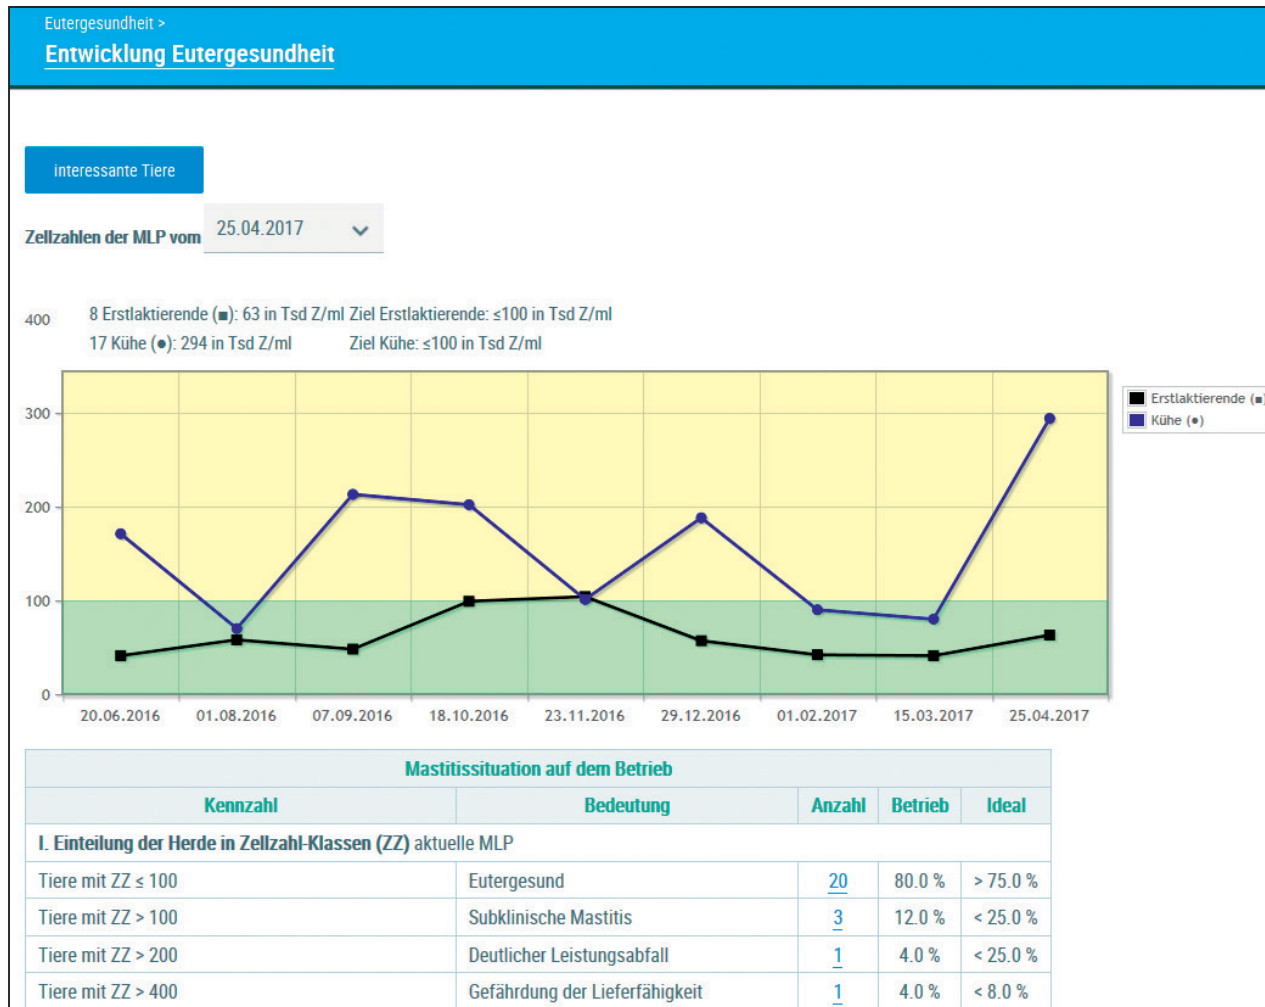 Eutergesundheit >
Entwicklung Eutergesundheit
interessante Tiere
Zellzahlen der MLP vom 25.04.2017
8 Erstlaktierende (■): 63 in Tsd Z/ml Ziel Erstlaktierende: ≤100 in Tsd Z/ml
17 Kühe (●): 294 in Tsd Z/ml Ziel Kühe: ≤100 in Tsd Z/ml
400
300
200
100
0
Erstlaktierende (■)
Kühe (●)
20.06.2016 01.08.2016 07.09.2016 18.10.2016 23.11.2016 29.12.2016 01.02.2017 15.03.2017 25.04.2017
Mastitissituation auf dem Betrieb
Kennzahl Bedeutung Anzahl Betrieb Ideal
I. Einteilung der Herde in Zellzahl-Klassen (ZZ) aktuelle MLP
Tiere mit ZZ ≤ 100 Eutergesund 20 80.0 % > 75.0 %
Tiere mit ZZ > 100 Subklinische Mastitis 3 12.0 % < 25.0 %
Tiere mit ZZ > 200 Deutlicher Leistungsabfall 1 4.0 % < 25.0 %
Tiere mit ZZ > 400 Gefährdung der Lieferfähigkeit 1 4.0 % < 8.0 %